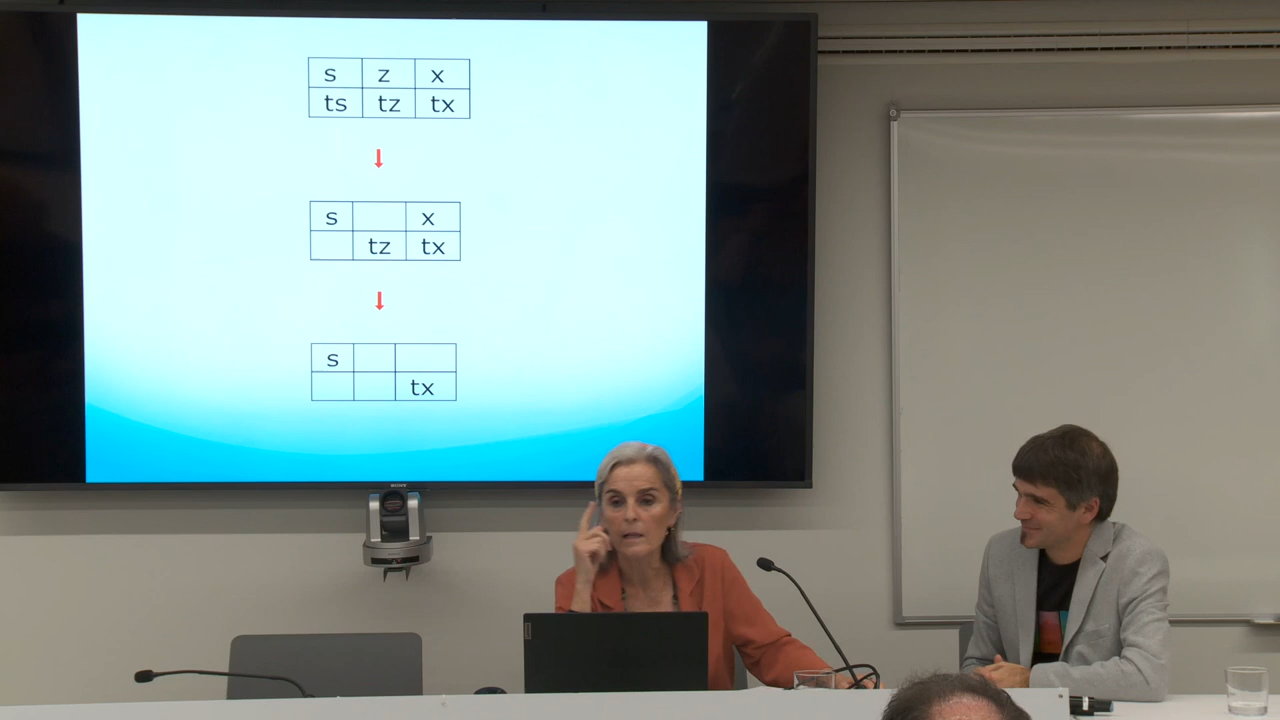 s z x
ts tz tx
s x
tz tx
s
tx
SONY